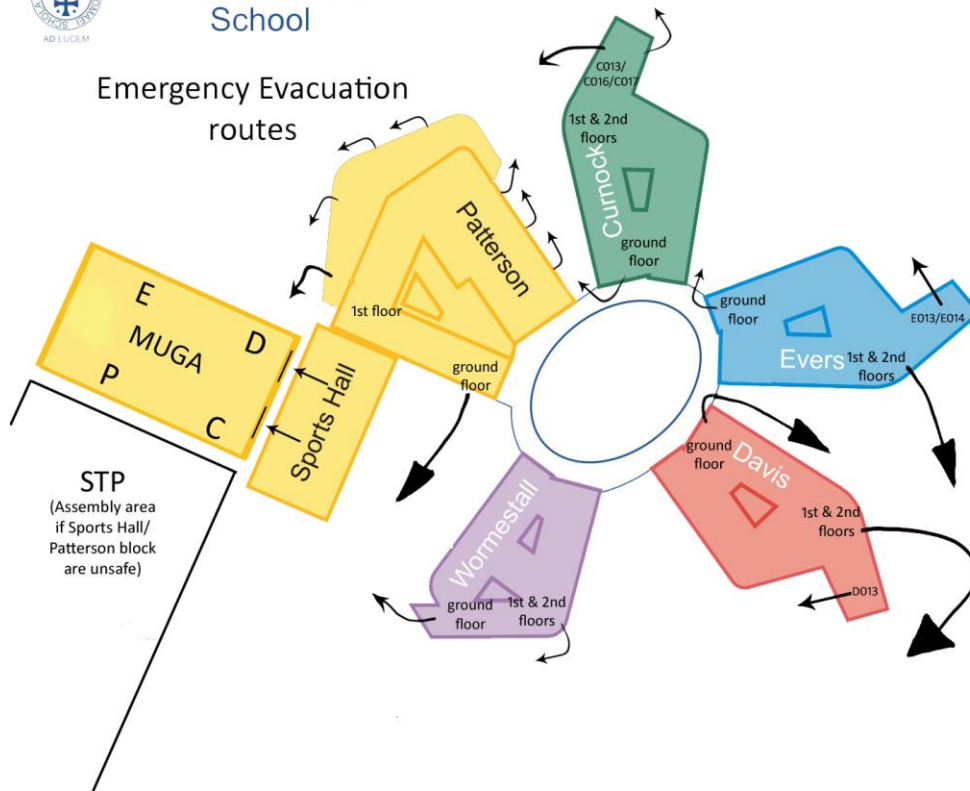 OMAEI SCHOLA
AD LUCEM
School
Emergency Evacuation
routes
C013/
C016/C017
1st & 2nd
floors
Curnock
ground
floor
Patterson
1st floor
ground
floor
E
MUGA
D
P
C
Sports Hall
STP
(Assembly area
if Sports Hall/
Patterson block
are unsafe)
ground
floor
E013/E014
Evers
1st & 2nd
floors
ground
floor
Davis
1st & 2nd
floors
D013
Wormestall
ground
floor
1st & 2nd
floors